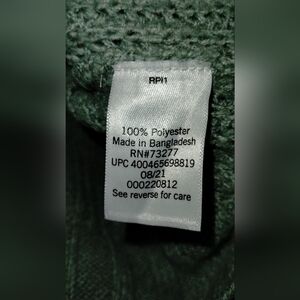 RPI1
100% Polyester
Made in Bangladesh
RN#73277
UPC 400465698819
08/21
000220812
See reverse for care